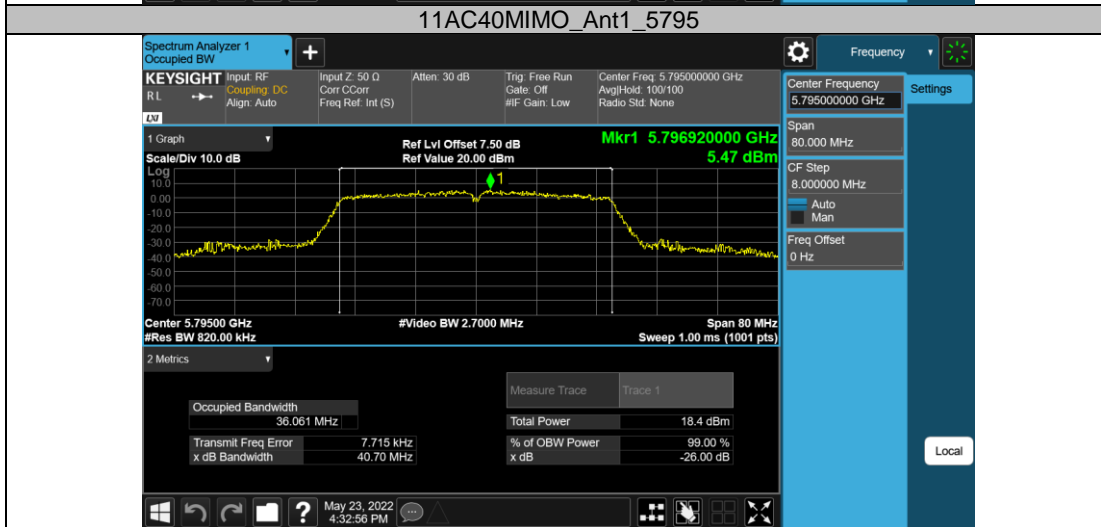 11AC40MIMO_Ant1_5795
Spectrum Analyzer 1
Occupied BW
+
Frequency
KEYSIGHT
R L
LXI
Input: RF
Coupling: DC
Align: Auto
Input Z: 50 Ω
Corr CCorr
Freq Ref: Int (S)
Atten: 30 dB
Trig: Free Run
Gate: Off
#IF Gain: Low
Center Freq: 5.795000000 GHz
Avg|Hold: 100/100
Radio Std: None
Center Frequency
5.795000000 GHz
Settings
Span
80.000 MHz
CF Step
8.000000 MHz
Auto
Man
Freq Offset
0 Hz
Local
1 Graph
Scale/Div 10.0 dB
Ref Lvl Offset 7.50 dB
Ref Value 20.00 dBm
Mkr1 5.796920000 GHz
5.47 dBm
Log
10.0
0.00
-10.0
-20.0
-30.0
-40.0
-50.0
-60.0
-70.0
1
Center 5.79500 GHz
#Res BW 820.00 kHz
#Video BW 2.7000 MHz
Span 80 MHz
Sweep 1.00 ms (1001 pts)
2 Metrics
Measure Trace Trace 1
Occupied Bandwidth
36.061 MHz
Total Power 18.4 dBm
Transmit Freq Error 7.715 kHz
% of OBW Power 99.00 %
x dB Bandwidth 40.70 MHz
x dB -26.00 dB
?
May 23, 2022
4:32:56 PM